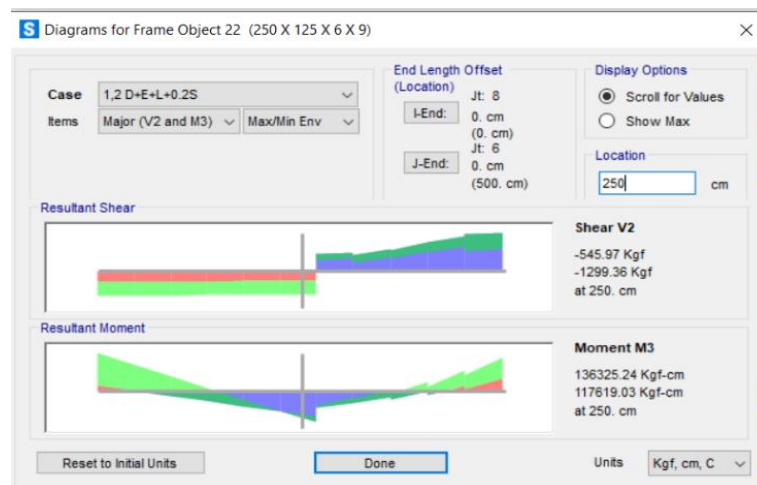 S Diagrams for Frame Object 22 (250 X 125 X 6 X 9)
Case 1,2 D+E+L+0.2S
Items Major (V2 and M3) Max/Min Env
End Length Offset
(Location)
Jt: 8
I-End: 0. cm
(0. cm)
Jt: 6
J-End: 0. cm
(500. cm)
Display Options
Scroll for Values
Show Max
Location
250 cm
Resultant Shear
Shear V2
-545.97 Kgf
-1299.36 Kgf
at 250. cm
Resultant Moment
Moment M3
136325.24 Kgf-cm
117619.03 Kgf-cm
at 250. cm
Reset to Initial Units Done Units Kgf, cm, C